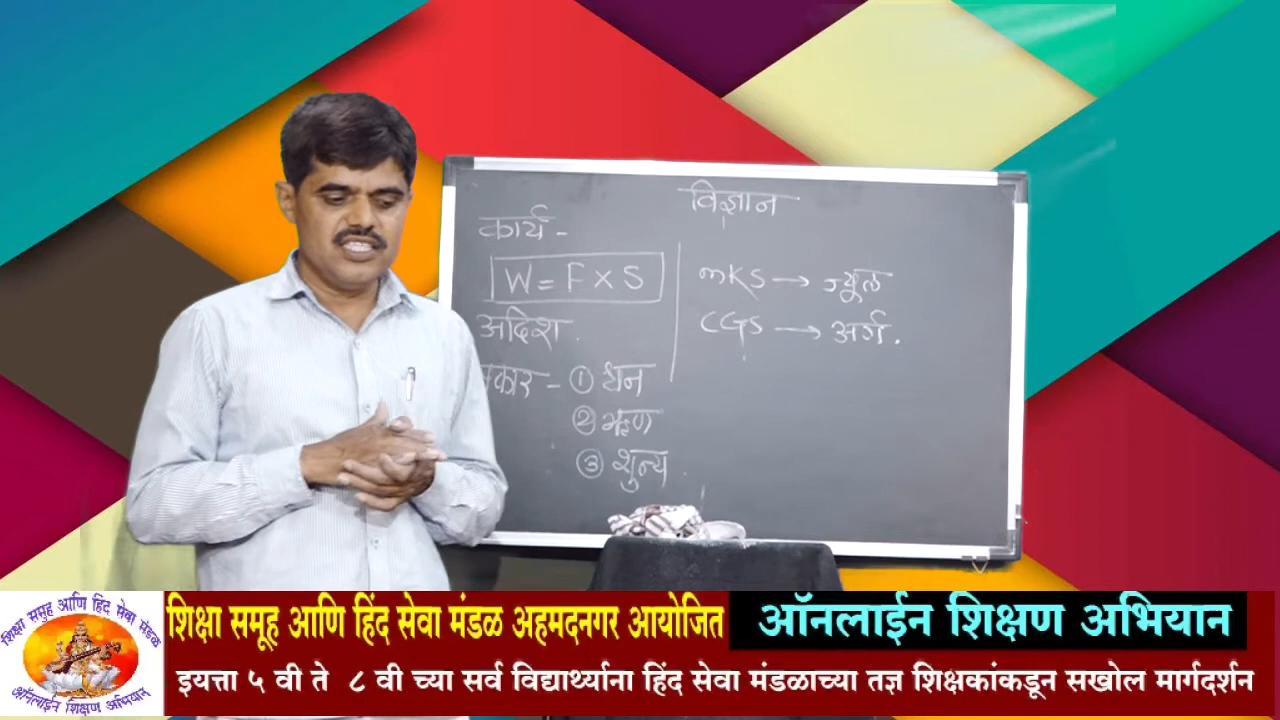 विज्ञान
कार्य -
W = F × S
अदिश .
प्रकार - ① धन
② ऋण
③ शुन्य .
MKS → ज्यूल
CGS → अर्ग .
शिक्षा समूह आणि हिंद सेवा मंडळ
ऑनलाईन शिक्षण अभियान
शिक्षा समूह आणि हिंद सेवा मंडळ अहमदनगर आयोजित
ऑनलाईन शिक्षण अभियान
इयत्ता ५ वी ते ८ वी च्या सर्व विद्यार्थ्यांना हिंद सेवा मंडळाच्या तज्ञ शिक्षकांकडून सखोल मार्गदर्शन